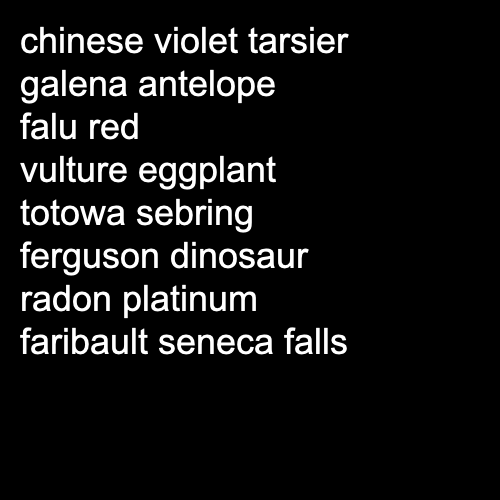 chinese violet tarsier
galena antelope
falu red
vulture eggplant
totowa sebring
ferguson dinosaur
radon platinum
faribault seneca falls